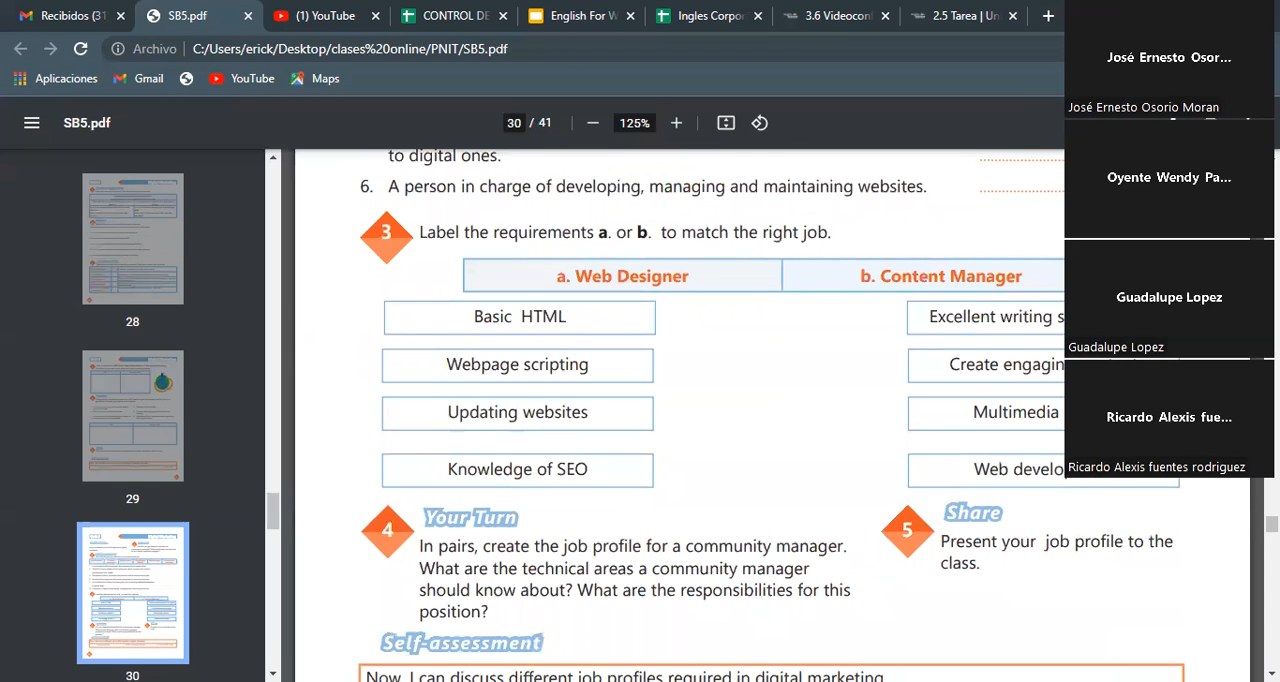 Recibidos (31
SB5.pdf
(1) YouTube
CONTROL DE
English For W
Ingles Corpor
3.6 Videocon
2.5 Tarea | Un
Archivo
C:/Users/erick/Desktop/clases%20online/PNIT/SB5.pdf
Aplicaciones
Gmail
YouTube
Maps
SB5.pdf
30 / 41
125%
28
29
30
to digital ones.
6. A person in charge of developing, managing and maintaining websites.
3
Label the requirements a. or b. to match the right job.
a. Web Designer
b. Content Manager
Basic HTML
Excellent writing s
Webpage scripting
Create engagin
Updating websites
Multimedia
Knowledge of SEO
Web develo
4
Your Turn
In pairs, create the job profile for a community manager.
What are the technical areas a community manager
should know about? What are the responsibilities for this
position?
5
Share
Present your job profile to the
class.
Self-assessment
Now, I can discuss different job profiles required in digital marketing
José Ernesto Osor...
José Ernesto Osorio Moran
Oyente Wendy Pa...
Guadalupe Lopez
Guadalupe Lopez
Ricardo Alexis fue...
Ricardo Alexis fuentes rodriguez